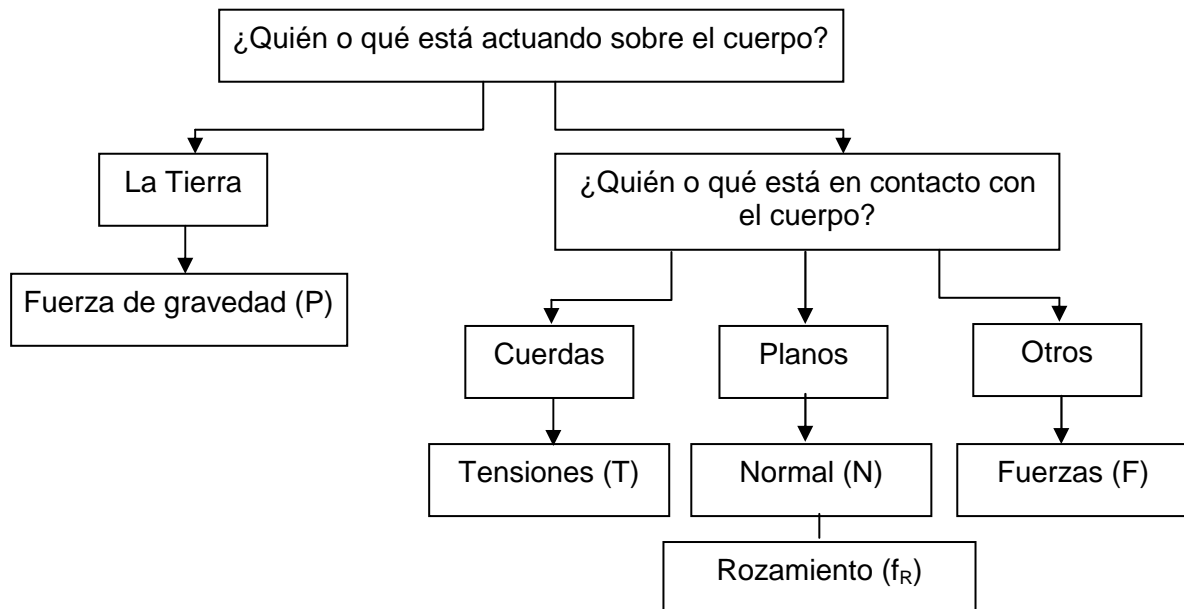 ¿Quién o qué está actuando sobre el cuerpo?
La Tierra
¿Quién o qué está en contacto con
el cuerpo?
Fuerza de gravedad (P)
Cuerdas
Planos
Otros
Tensiones (T)
Normal (N)
Fuerzas (F)
Rozamiento (fR)